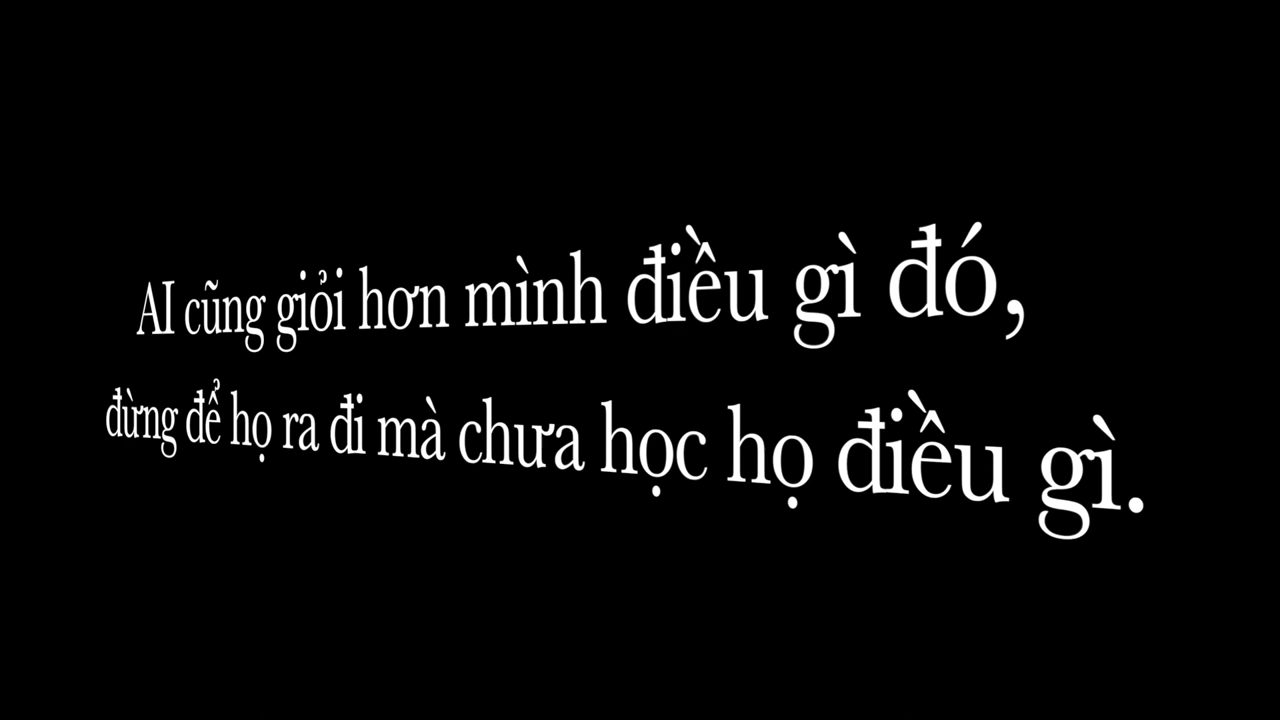 AI cũng giỏi hơn mình điều gì đó,
đừng để họ ra đi mà chưa học họ điều gì.